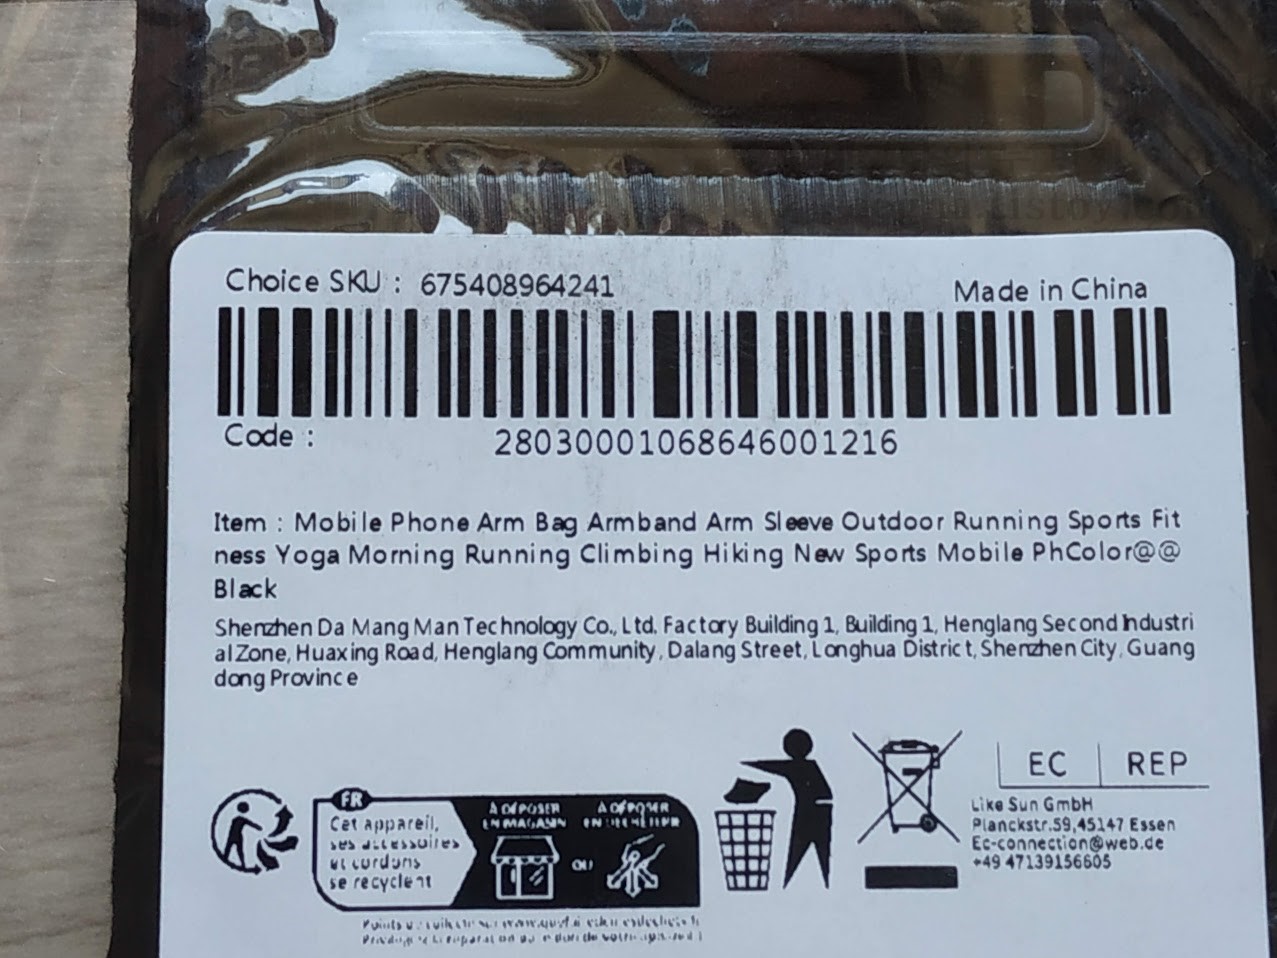 Choice SKU : 675408964241
Made in China
Code : 28030001068646001216
Item : Mobile Phone Arm Bag Armband Arm Sleeve Outdoor Running Sports Fit
ness Yoga Morning Running Climbing Hiking New Sports Mobile PhColor@@
Black
Shenzhen Da Mang Man Technology Co., Ltd. Factory Building 1, Building 1, Henglang Second Industri
al Zone, Huaxing Road, Henglang Community, Dalang Street, Longhua District, Shenzhen City, Guang
dong Province
EC REP
Like Sun GmbH
Planckstr.59,45147 Essen
Ec-connection@web.de
+49 47139156605
FR
Cet appareil,
ses accessoires
et cordons
se recyclent
À DÉPOSER
EN MAGASIN
OU
À DÉPOSER
EN DÉCHÈTERIE